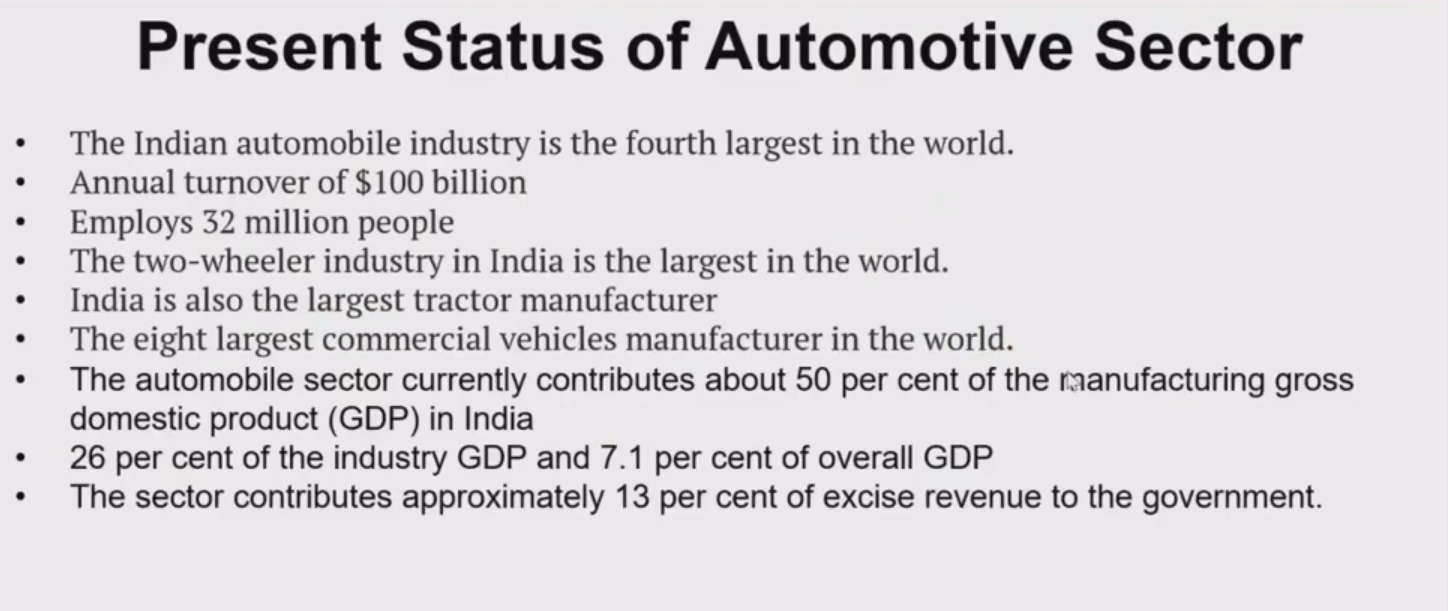 Present Status of Automotive Sector
• The Indian automobile industry is the fourth largest in the world.
• Annual turnover of $100 billion
• Employs 32 million people
• The two-wheeler industry in India is the largest in the world.
• India is also the largest tractor manufacturer
• The eight largest commercial vehicles manufacturer in the world.
• The automobile sector currently contributes about 50 per cent of the manufacturing gross
domestic product (GDP) in India
• 26 per cent of the industry GDP and 7.1 per cent of overall GDP
• The sector contributes approximately 13 per cent of excise revenue to the government.